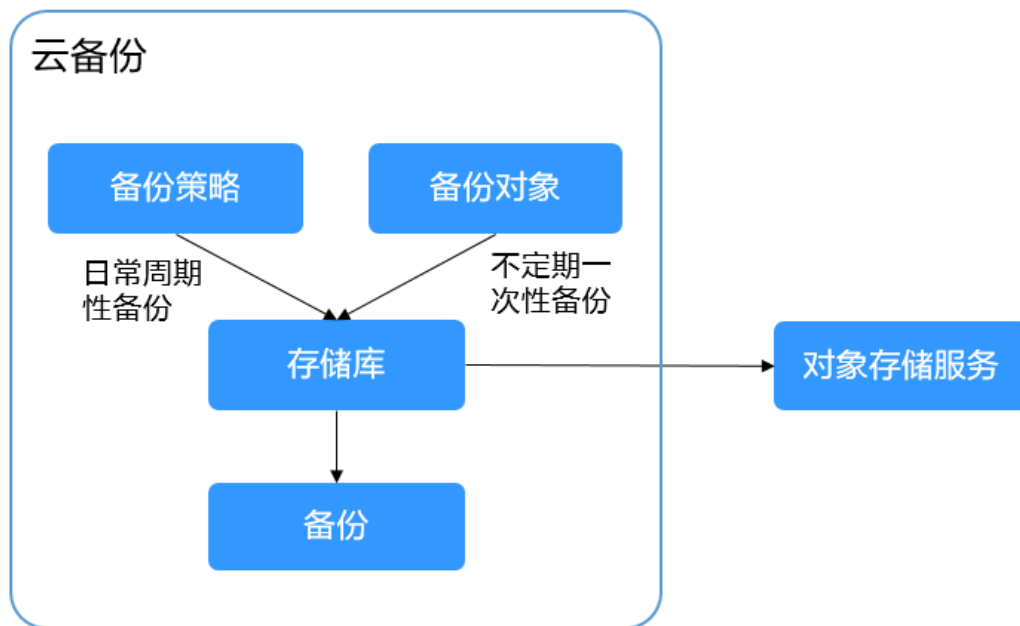 云备份
备份策略
备份对象
日常周期
性备份
不定期一
次性备份
存储库
对象存储服务
备份